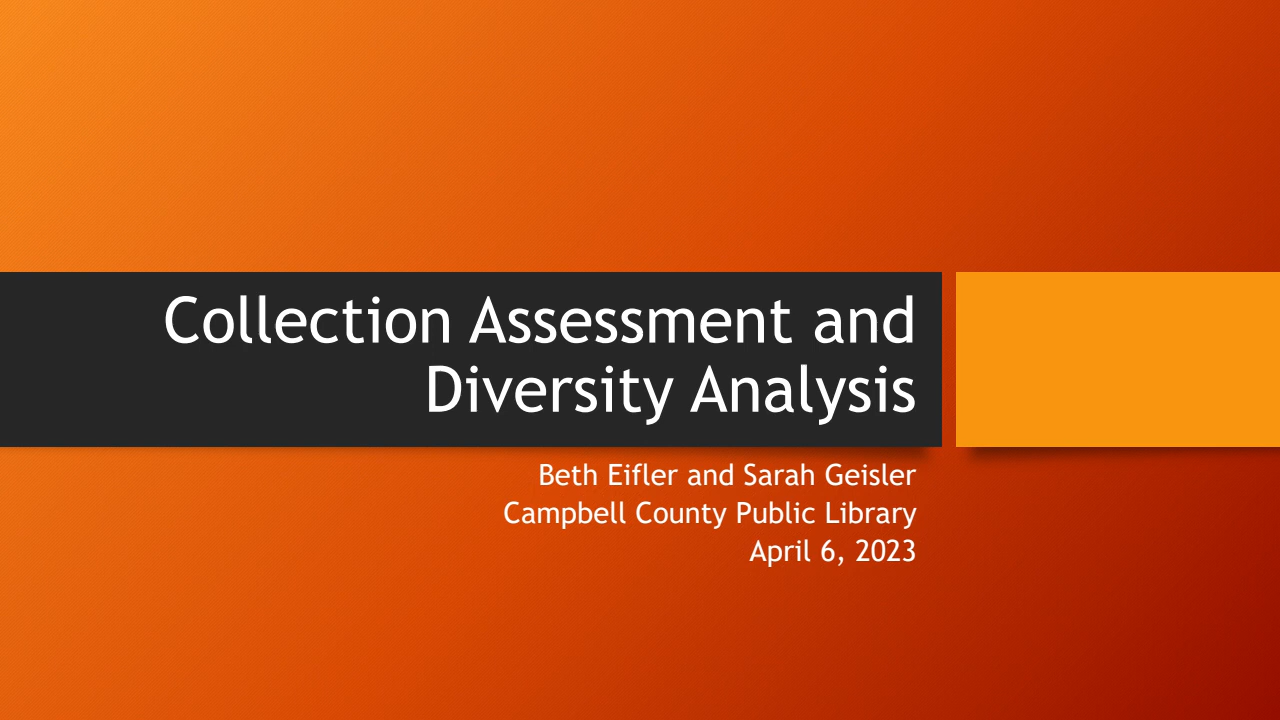 Collection Assessment and
Diversity Analysis
Beth Eifler and Sarah Geisler
Campbell County Public Library
April 6, 2023